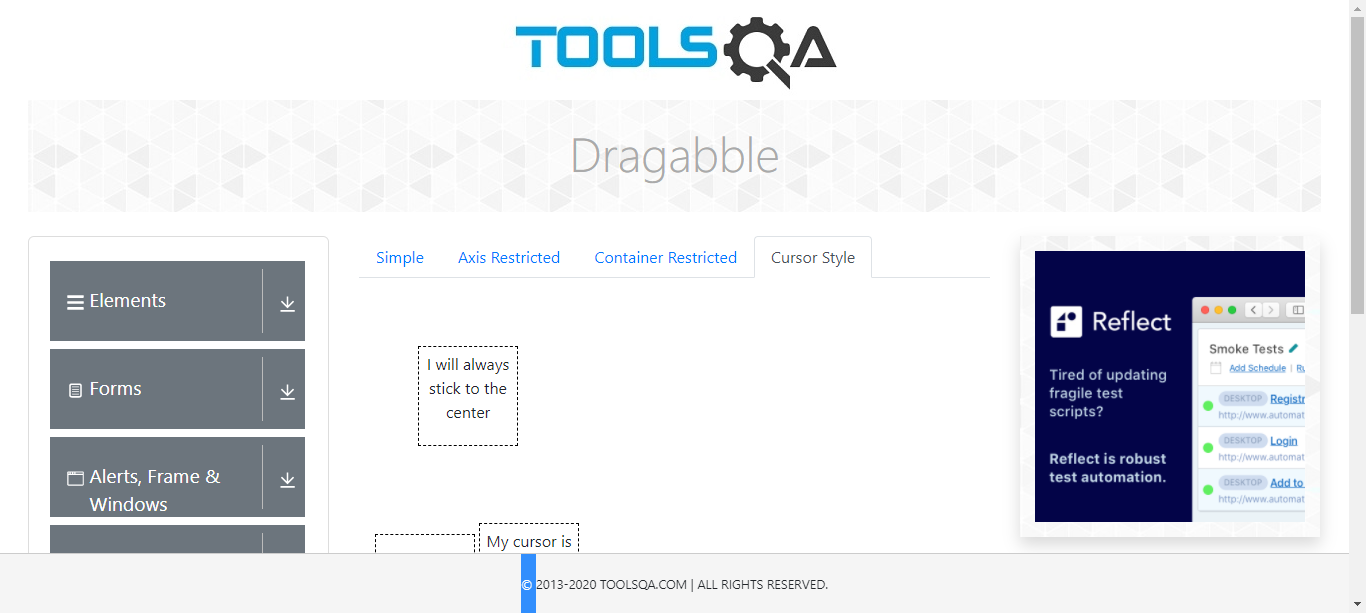 TOOLSQA
Dragabble
Elements
Forms
Alerts, Frame &
Windows
Simple
Axis Restricted
Container Restricted
Cursor Style
I will always
stick to the
center
My cursor is
Reflect
Tired of updating
fragile test
scripts?
Reflect is robust
test automation.
Smoke Tests
Add Schedule | Ru
DESKTOP Registr
http://www.automat
DESKTOP Login
http://www.automat
DESKTOP Add to
http://www.automat
© 2013-2020 TOOLSQA.COM | ALL RIGHTS RESERVED.